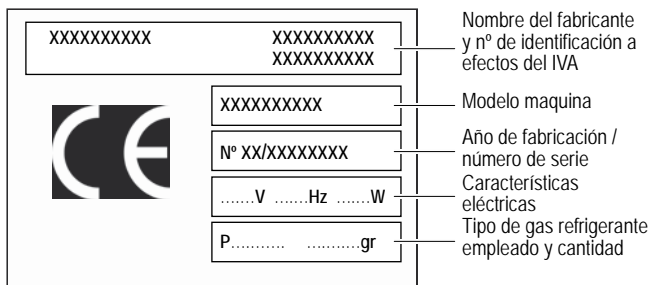 XXXXXXXXXX XXXXXXXXXX
XXXXXXXXXX
Nombre del fabricante
y nº de identificación a
efectos del IVA
CE
XXXXXXXXXX
Modelo maquina
Nº XX/XXXXXXXX
Año de fabricación /
número de serie
.......V .......Hz .......W
Características
eléctricas
P........... ...........gr
Tipo de gas refrigerante
empleado y cantidad